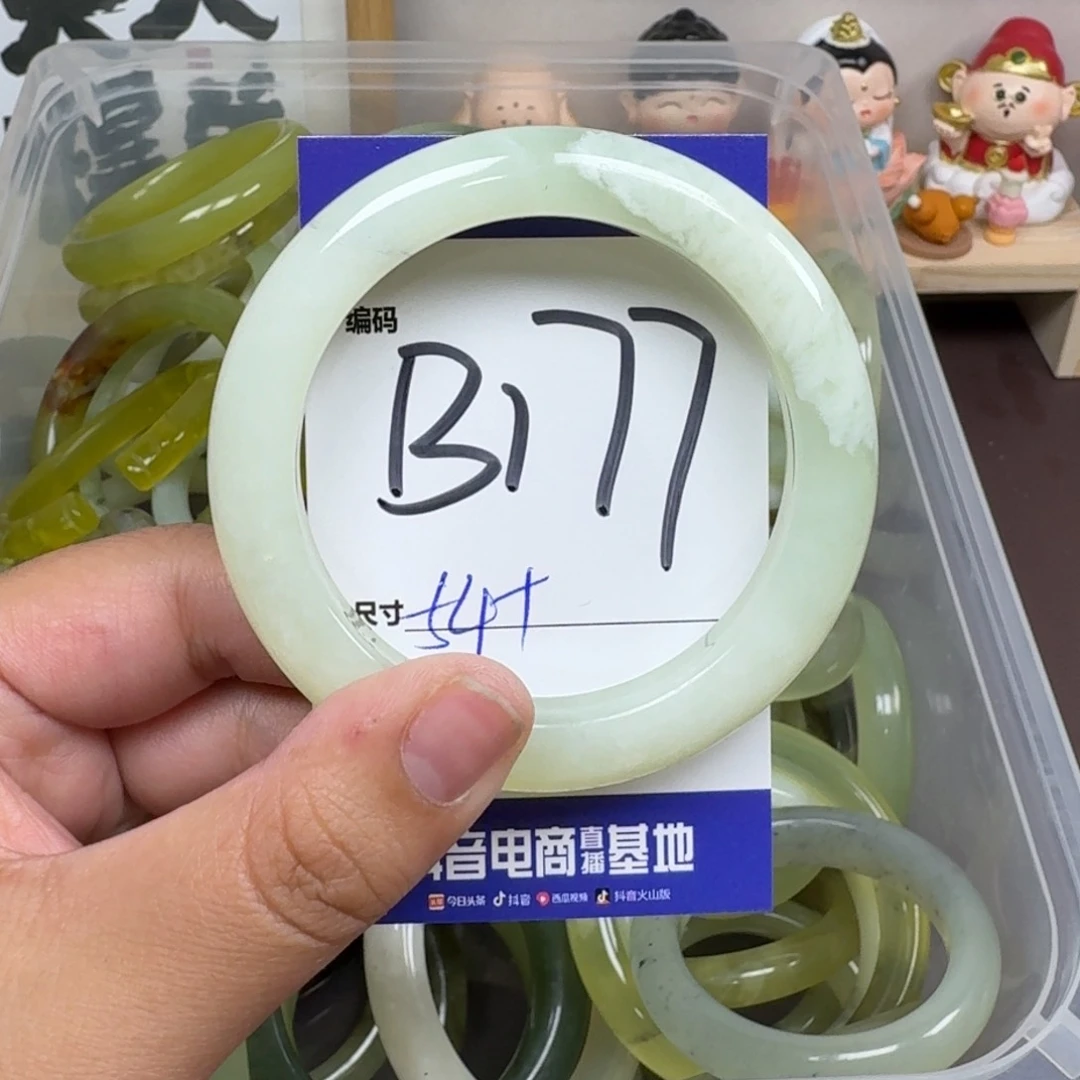 编码
B177
尺寸 54+
音电商直播基地
今日头条 抖音 西瓜视频 抖音火山版